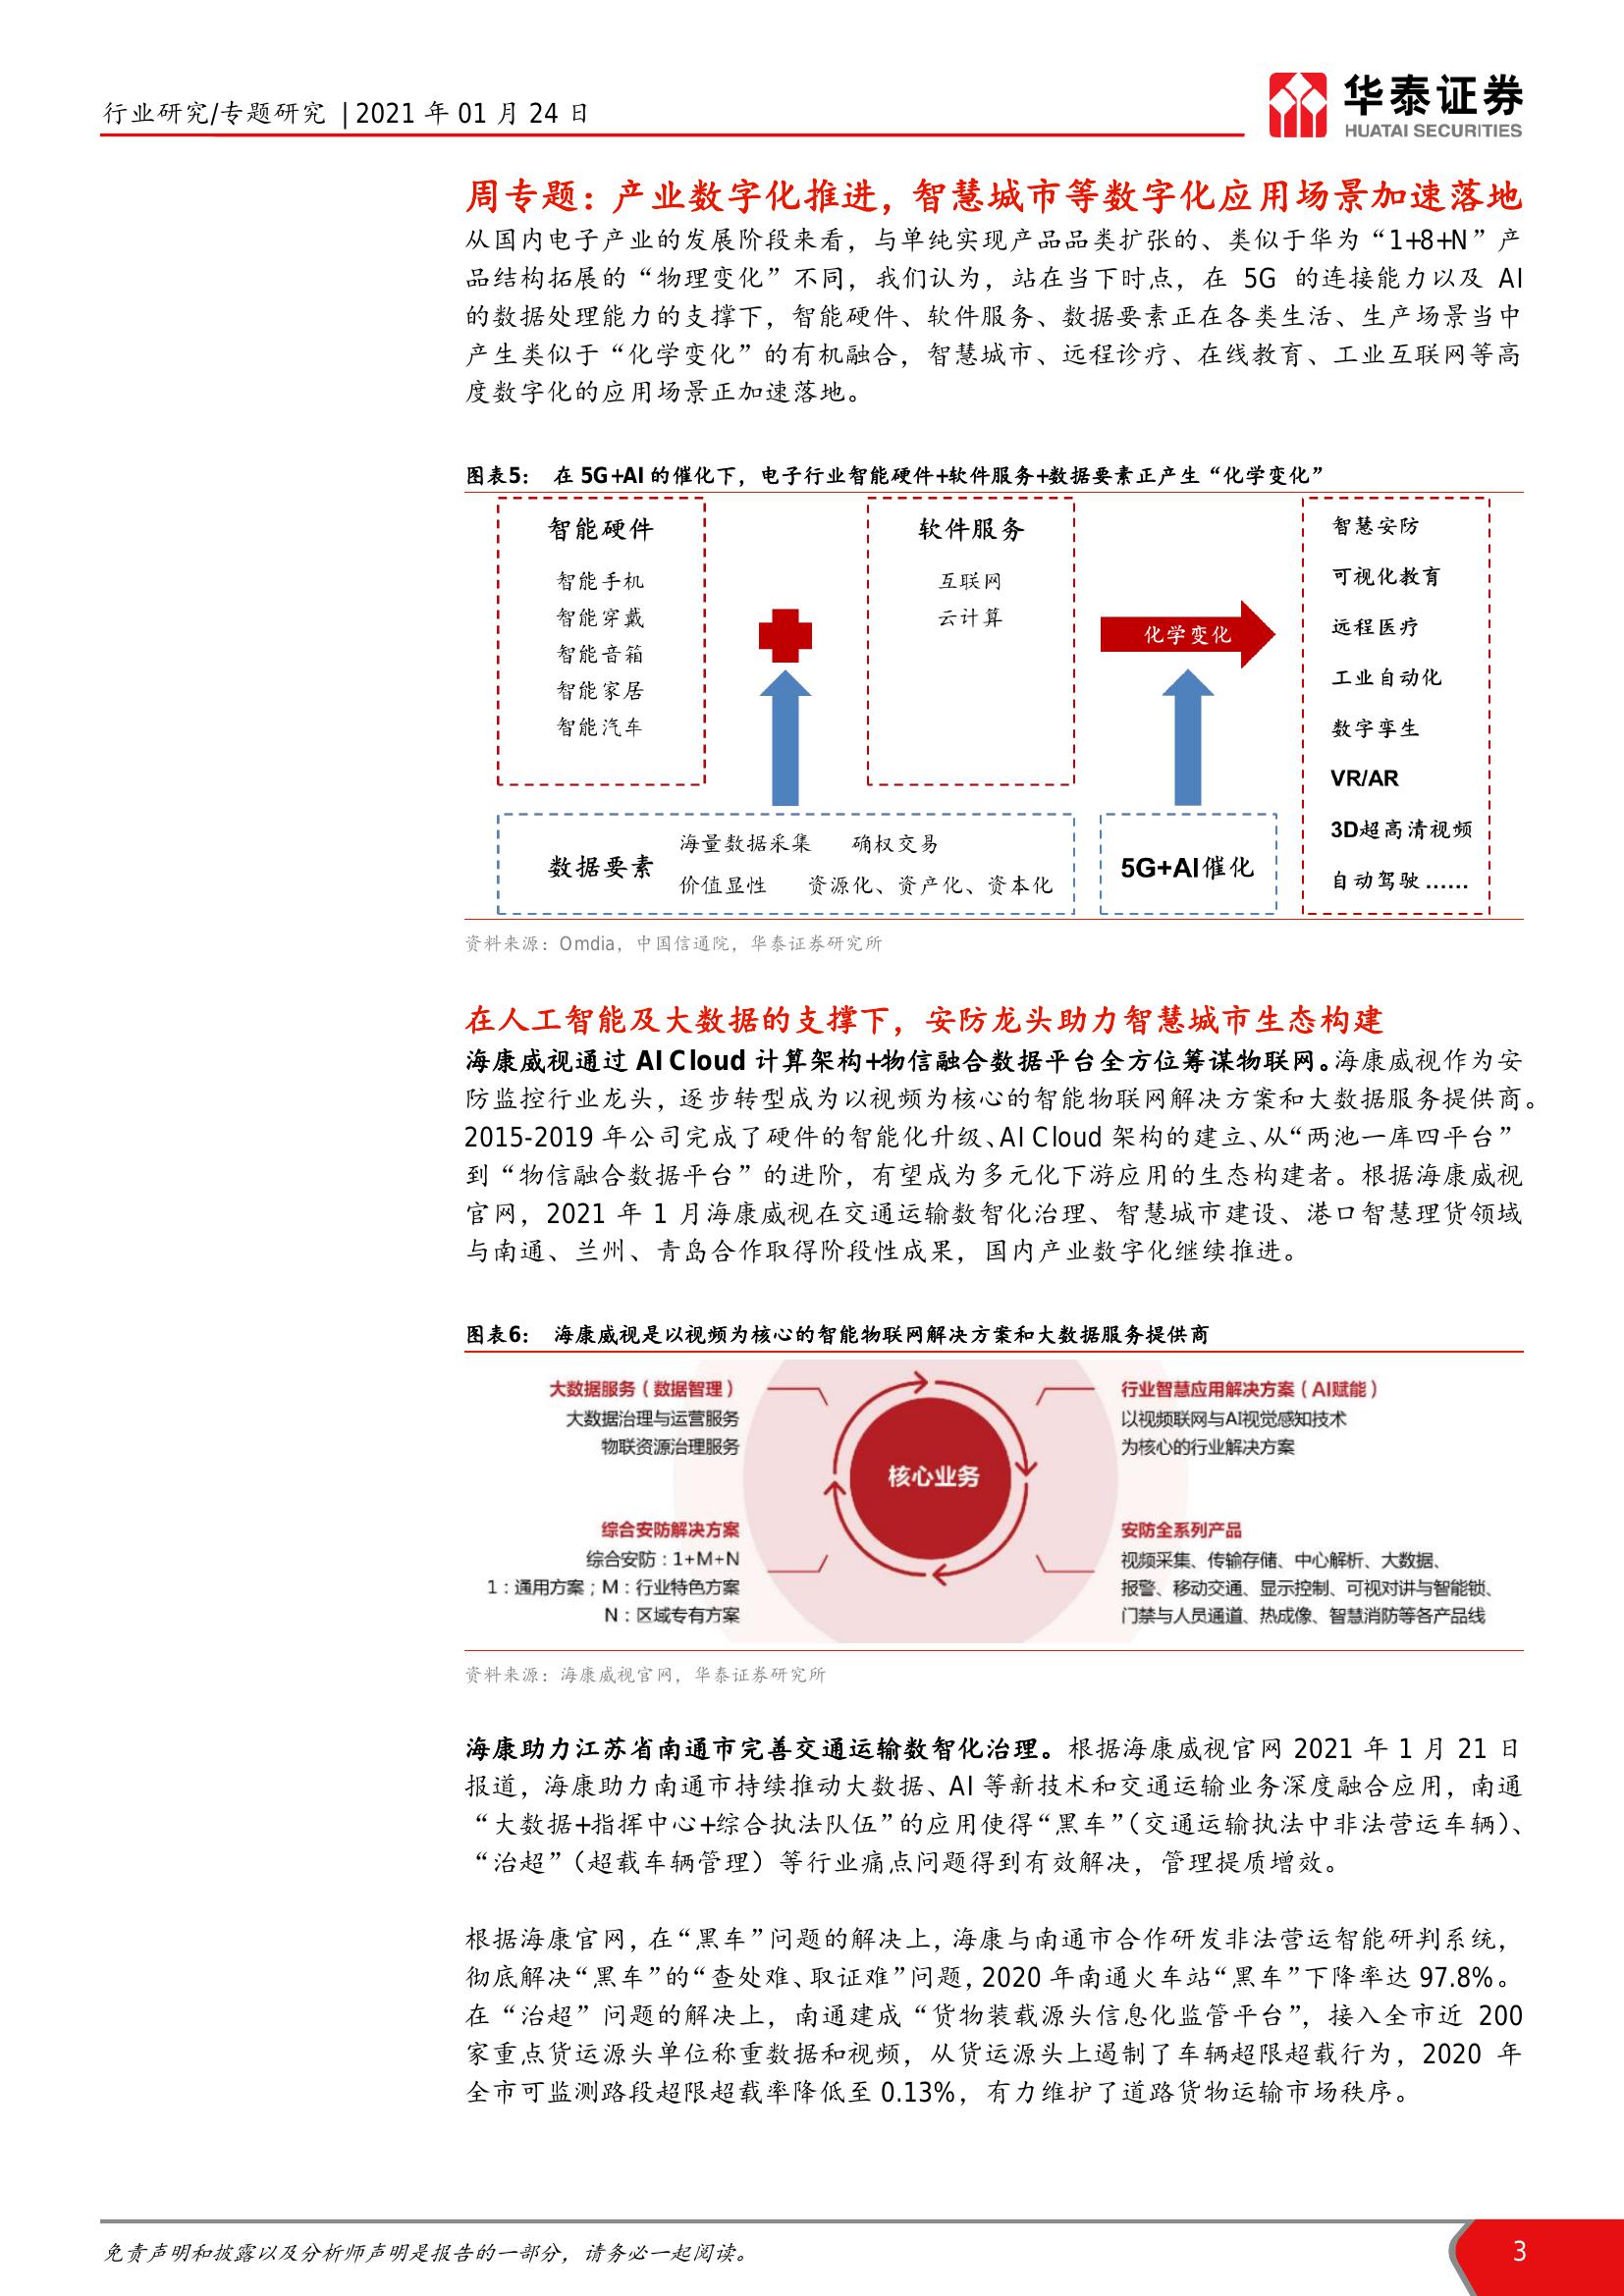 行业研究/专题研究 | 2021 年 01 月 24 日
华泰证券
HUATAI SECURITIES
周专题：产业数字化推进，智慧城市等数字化应用场景加速落地
从国内电子产业的发展阶段来看，与单纯实现产品品类扩张的、类似于华为“1+8+N”产
品结构拓展的“物理变化”不同，我们认为，站在当下时点，在 5G 的连接能力以及 AI
的数据处理能力的支撑下，智能硬件、软件服务、数据要素正在各类生活、生产场景当中
产生类似于“化学变化”的有机融合，智慧城市、远程诊疗、在线教育、工业互联网等高
度数字化的应用场景正加速落地。
图表5： 在 5G+AI 的催化下，电子行业智能硬件+软件服务+数据要素正产生“化学变化”
智能硬件
智能手机
智能穿戴
智能音箱
智能家居
智能汽车
软件服务
互联网
云计算
化学变化
智慧安防
可视化教育
远程医疗
工业自动化
数字孪生
VR/AR
3D超高清视频
自动驾驶……
数据要素
海量数据采集 确权交易
价值显性 资源化、资产化、资本化
5G+AI催化
资料来源：Omdia，中国信通院，华泰证券研究所
在人工智能及大数据的支撑下，安防龙头助力智慧城市生态构建
海康威视通过 AI Cloud 计算架构+物信融合数据平台全方位筹谋物联网。海康威视作为安
防监控行业龙头，逐步转型成为以视频为核心的智能物联网解决方案和大数据服务提供商。
2015-2019 年公司完成了硬件的智能化升级、AI Cloud 架构的建立、从“两池一库四平台”
到“物信融合数据平台”的进阶，有望成为多元化下游应用的生态构建者。根据海康威视
官网，2021 年 1 月海康威视在交通运输数智化治理、智慧城市建设、港口智慧理货领域
与南通、兰州、青岛合作取得阶段性成果，国内产业数字化继续推进。
图表6： 海康威视是以视频为核心的智能物联网解决方案和大数据服务提供商
大数据服务（数据智理）
大数据治理与运营服务
物联资源治理服务
行业智慧应用解决方案（AI赋能）
以视频联网与AI视觉感知技术
为核心的行业解决方案
核心业务
综合安防解决方案
综合安防：1+M+N
1：通用方案；M：行业特色方案
N：区域专有方案
安防全系列产品
视频采集、传输存储、中心解析、大数据、
报警、移动交通、显示控制、可视对讲与智能锁、
门禁与人员通道、热成像、智慧消防等各产品线
资料来源：海康威视官网，华泰证券研究所
海康助力江苏省南通市完善交通运输数智化治理。根据海康威视官网 2021 年 1 月 21 日
报道，海康助力南通市持续推动大数据、AI 等新技术和交通运输业务深度融合应用，南通
“大数据+指挥中心+综合执法队伍”的应用使得“黑车”（交通运输执法中非法营运车辆）、
“治超”（超载车辆管理）等行业痛点问题得到有效解决，管理提质增效。
根据海康官网，在“黑车”问题的解决上，海康与南通市合作研发非法营运智能研判系统，
彻底解决“黑车”的“查处难、取证难”问题，2020 年南通火车站“黑车”下降率达 97.8%。
在“治超”问题的解决上，南通建成“货物装载源头信息化监管平台”，接入全市近 200
家重点货运源头单位称重数据和视频，从货运源头上遏制了车辆超限超载行为，2020 年
全市可监测路段超限超载率降低至 0.13%，有力维护了道路货物运输市场秩序。
免责声明和披露以及分析师声明是报告的一部分，请务必一起阅读。
3